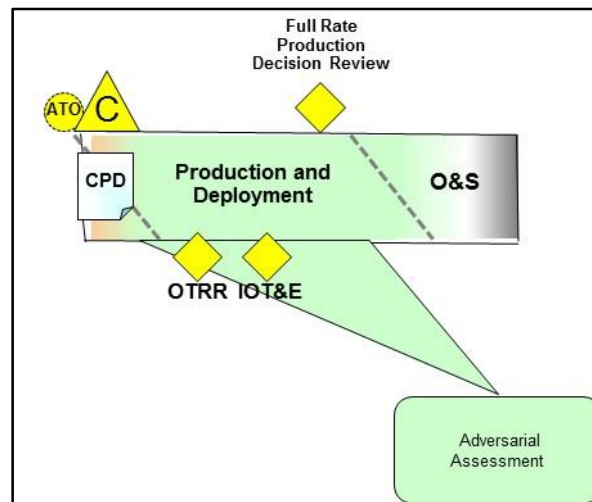 Full Rate
Production
Decision Review
ATO
C
CPD
Production and
Deployment
O&S
OTRR IOT&E
Adversarial
Assessment